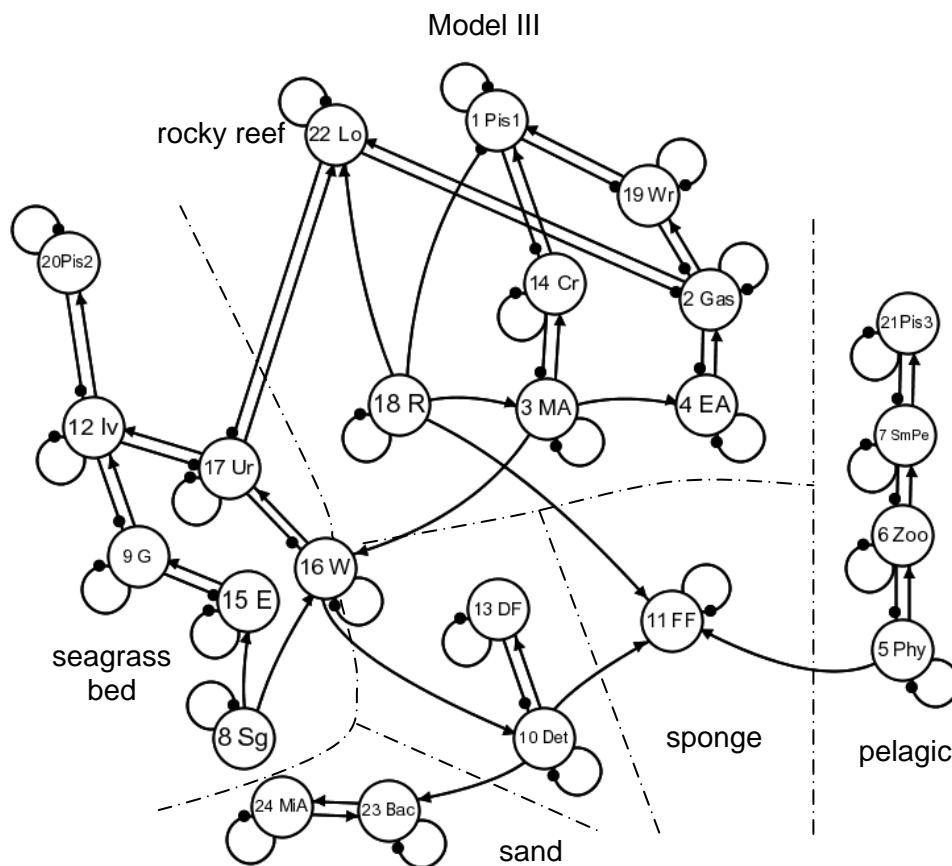 Model III
rocky reef
22 Lo
1 Pis1
19 Wr
20Pis2
14 Cr
2 Gas
21Pis3
18 R
3 MA
4 EA
12 Iv
7 SmPe
17 Ur
9 G
16 W
6 Zoo
15 E
13 DF
11 FF
5 Phy
seagrass
bed
8 Sg
10 Det
sponge
pelagic
24 MiA
23 Bac
sand